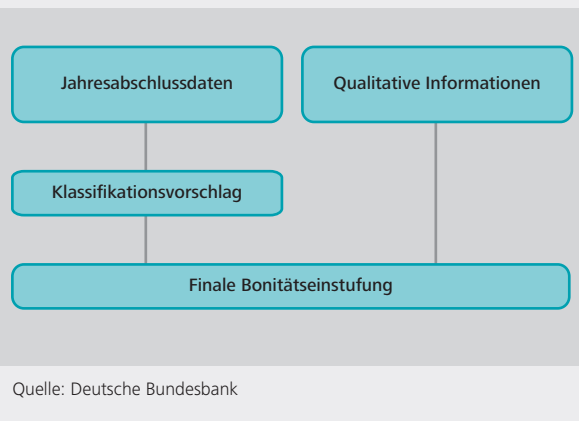 Jahresabschlussdaten
Qualitative Informationen
Klassifikationsvorschlag
Finale Bonitätseinstufung
Quelle: Deutsche Bundesbank